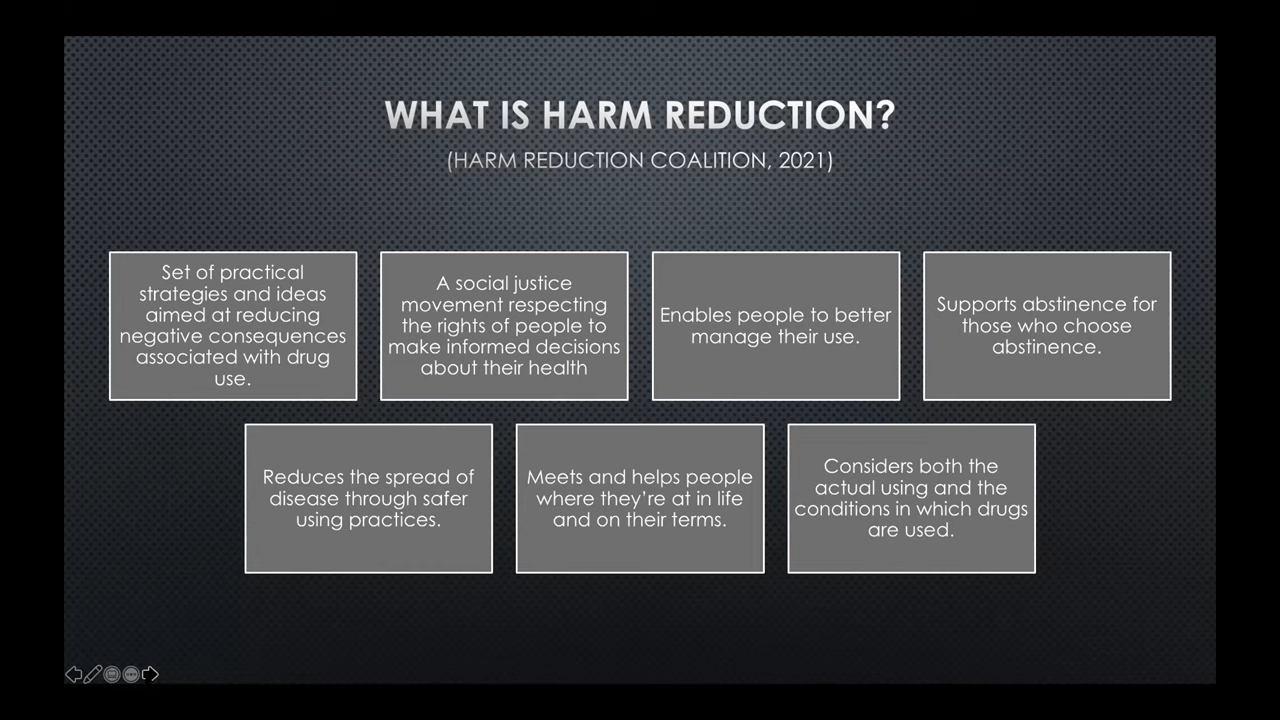 WHAT IS HARM REDUCTION?
(HARM REDUCTION COALITION, 2021)
Set of practical
strategies and ideas
aimed at reducing
negative consequences
associated with drug
use.
A social justice
movement respecting
the rights of people to
make informed decisions
about their health
Enables people to better
manage their use.
Supports abstinence for
those who choose
abstinence.
Reduces the spread of
disease through safer
using practices.
Meets and helps people
where they’re at in life
and on their terms.
Considers both the
actual using and the
conditions in which drugs
are used.